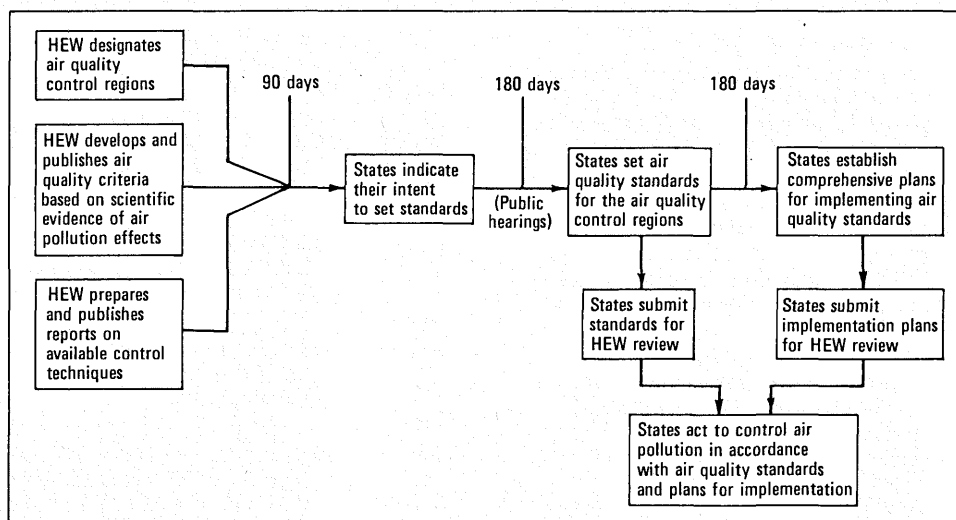 HEW designates
air quality
control regions
HEW develops and
publishes air
quality criteria
based on scientific
evidence of air
pollution effects
HEW prepares
and publishes
reports on
available control
techniques
90 days
States indicate
their intent
to set standards
180 days
(Public
hearings)
States set air
quality standards
for the air quality
control regions
180 days
States establish
comprehensive plans
for implementing air
quality standards
States submit
standards for
HEW review
States submit
implementation plans
for HEW review
States act to control air
pollution in accordance
with air quality standards
and plans for implementation